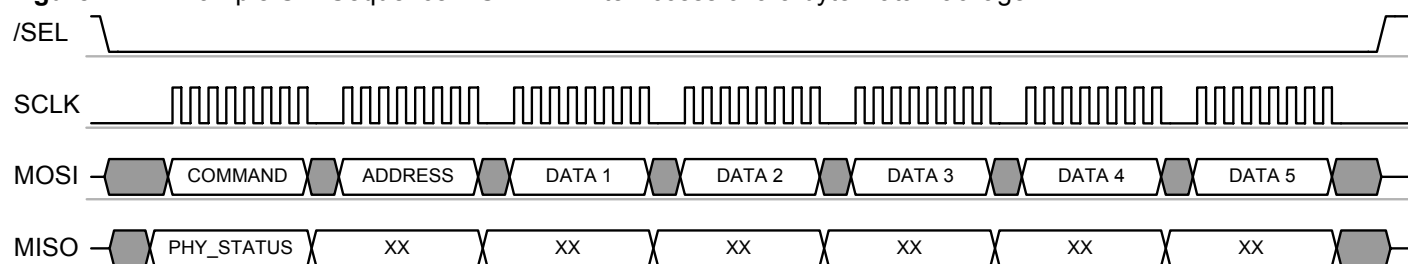 /SEL
SCLK
MOSI COMMAND ADDRESS DATA 1 DATA 2 DATA 3 DATA 4 DATA 5
MISO PHY_STATUS XX XX XX XX XX XX